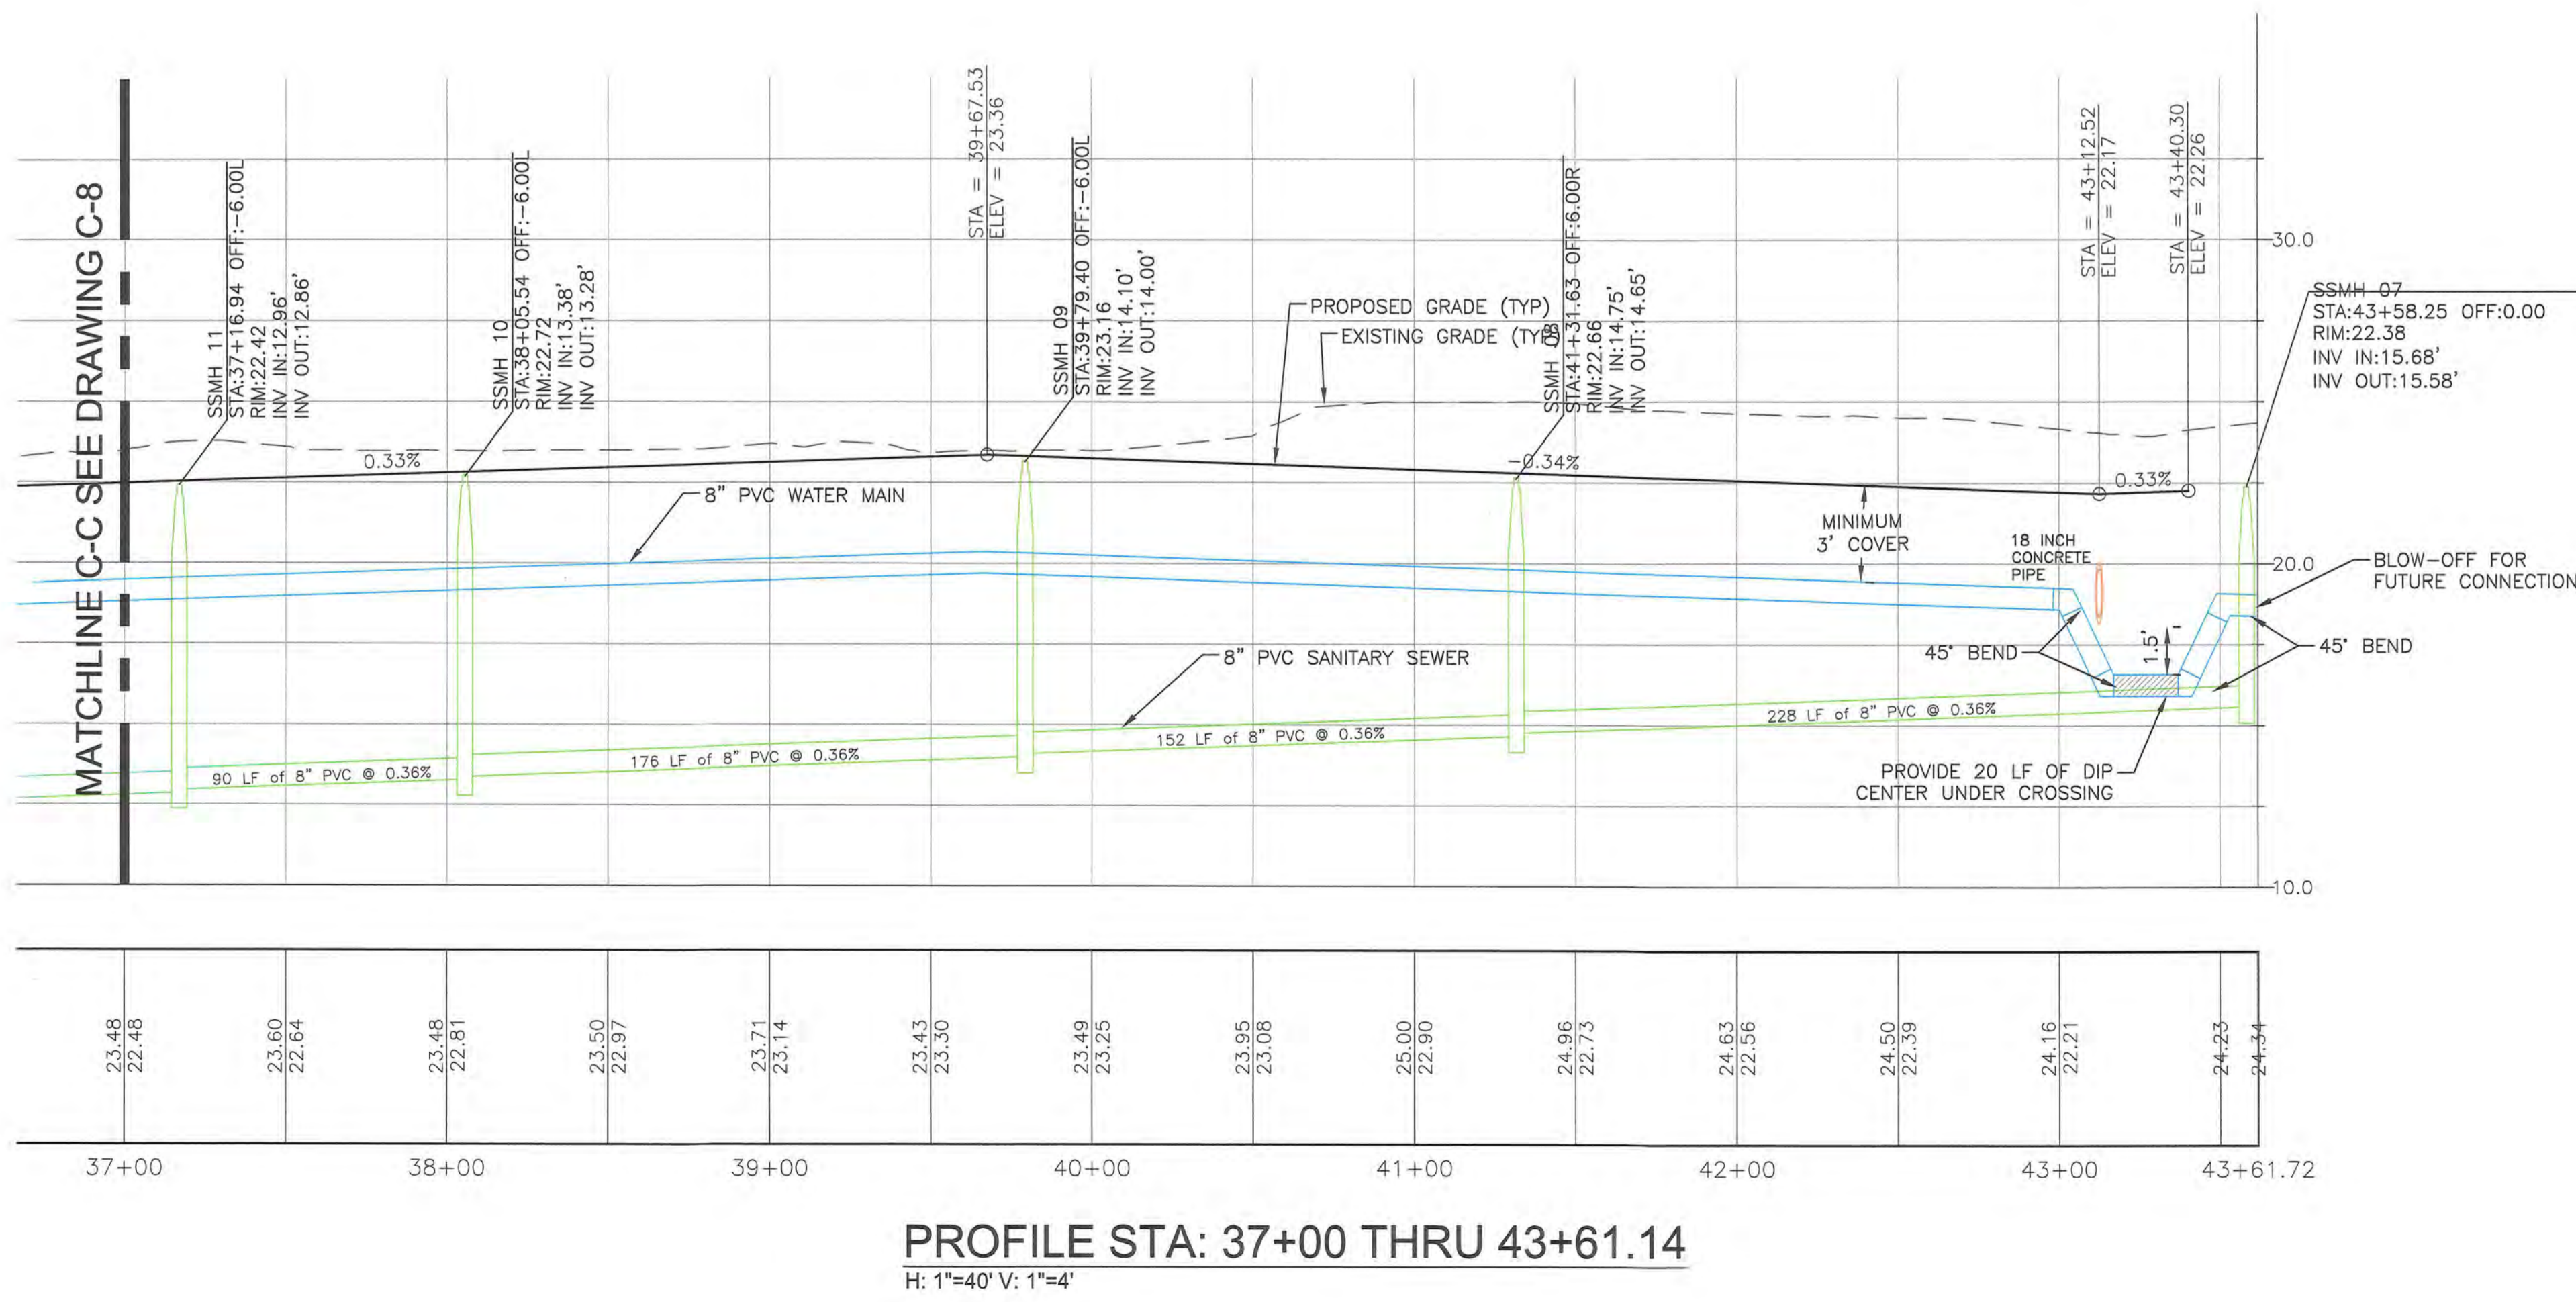 MATCHLINE C-C SEE DRAWING C-8
SSMH 11
STA:37+16.94 OFF:-6.00L
RIM:22.42
INV IN:12.96'
INV OUT:12.86'
SSMH 10
STA:38+05.54 OFF:-6.00L
RIM:22.72
INV IN:13.38'
INV OUT:13.28'
STA = 39+67.53
ELEV = 23.36
SSMH 09
STA:39+79.40 OFF:-6.00L
RIM:23.16
INV IN:14.10'
INV OUT:14.00'
PROPOSED GRADE (TYP)
EXISTING GRADE (TYP)
SSMH 08
STA:41+31.63 OFF:6.00R
RIM:22.66
INV IN:14.75'
INV OUT:14.65'
STA = 43+12.52
ELEV = 22.17
STA = 43+40.30
ELEV = 22.26
30.0
SSMH 07
STA:43+58.25 OFF:0.00
RIM:22.38
INV IN:15.68'
INV OUT:15.58'
0.33%
-0.34%
0.33%
8" PVC WATER MAIN
MINIMUM
3' COVER
18 INCH
CONCRETE
PIPE
20.0
BLOW-OFF FOR
FUTURE CONNECTION
8" PVC SANITARY SEWER
45° BEND
1.5'
45° BEND
90 LF of 8" PVC @ 0.36%
176 LF of 8" PVC @ 0.36%
152 LF of 8" PVC @ 0.36%
228 LF of 8" PVC @ 0.36%
PROVIDE 20 LF OF DIP
CENTER UNDER CROSSING
10.0
23.48
22.48
23.60
22.64
23.48
22.81
23.50
22.97
23.71
23.14
23.43
23.30
23.49
23.25
23.95
23.08
25.00
22.90
24.96
22.73
24.63
22.56
24.50
22.39
24.16
22.21
24.23
24.34
37+00
38+00
39+00
40+00
41+00
42+00
43+00
43+61.72
PROFILE STA: 37+00 THRU 43+61.14
H: 1"=40' V: 1"=4'